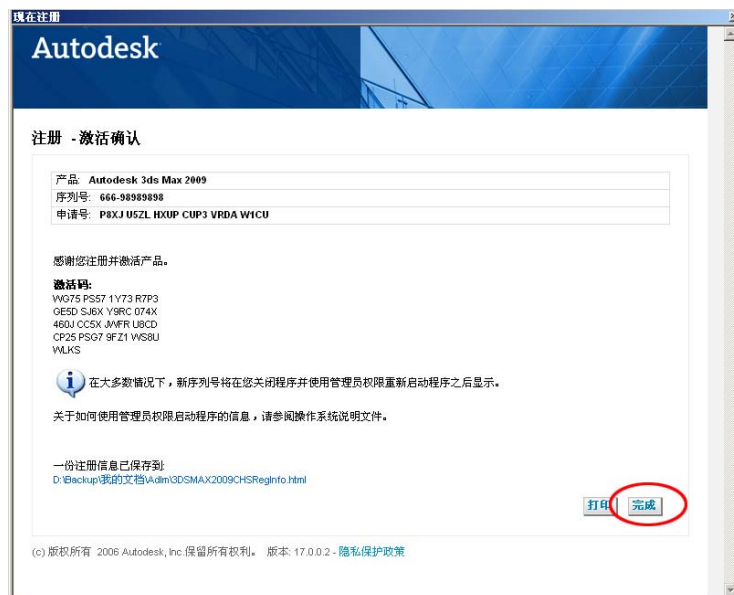 现在注册
Autodesk
注册 - 激活确认
产品: Autodesk 3ds Max 2009
序列号: 666-98989898
申请号: P8XJ U5ZL HXUP CUP3 VRDA W1CU
感谢您注册并激活产品。
激活码:
WG75 PS57 1Y73 R7P3
GE5D SJ6X Y9RC 074X
460J CC5X JWFR U8CD
CP25 PSG7 9FZ1 WS8U
WLKS
在大多数情况下，新序列号将在您关闭程序并使用管理员权限重新启动程序之后显示。
关于如何使用管理员权限启动程序的信息，请参阅操作系统说明文件。
一份注册信息已保存到:
D:\Backup\我的文档\Adlm\3DSMAX2009CHSRegInfo.html
打印 完成
(c) 版权所有 2006 Autodesk, Inc.保留所有权利。 版本: 17.0.0.2 - 隐私保护政策